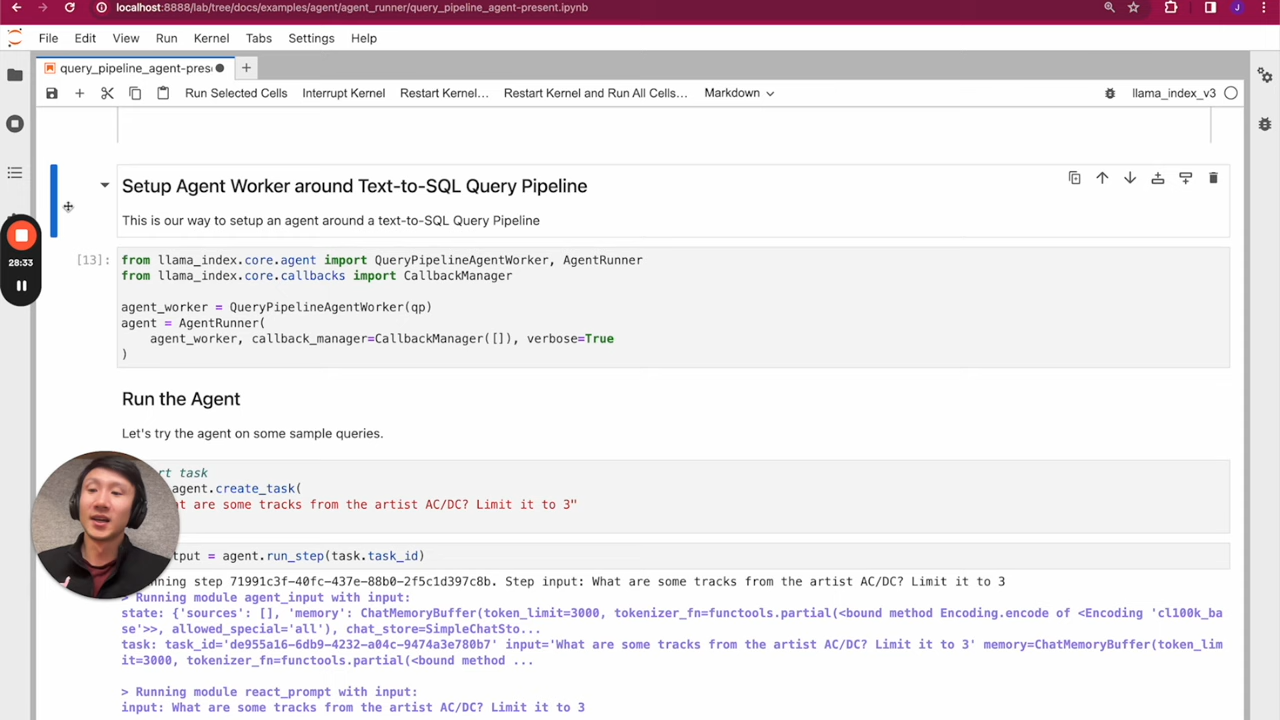 localhost:8888/lab/tree/docs/examples/agent/agent_runner/query_pipeline_agent-present.ipynb
J
File Edit View Run Kernel Tabs Settings Help
query_pipeline_agent-prese
Run Selected Cells Interrupt Kernel Restart Kernel… Restart Kernel and Run All Cells… Markdown llama_index_v3
Setup Agent Worker around Text-to-SQL Query Pipeline
This is our way to setup an agent around a text-to-SQL Query Pipeline
28:33
[13]: from llama_index.core.agent import QueryPipelineAgentWorker, AgentRunner
from llama_index.core.callbacks import CallbackManager
agent_worker = QueryPipelineAgentWorker(qp)
agent = AgentRunner(
agent_worker, callback_manager=CallbackManager([]), verbose=True
)
Run the Agent
Let's try the agent on some sample queries.
rt task
agent.create_task(
at are some tracks from the artist AC/DC? Limit it to 3"
tput = agent.run_step(task.task_id)
nning step 71991c3f-40fc-437e-88b0-2f5c1d397c8b. Step input: What are some tracks from the artist AC/DC? Limit it to 3
> Running module agent_input with input:
state: {'sources': [], 'memory': ChatMemoryBuffer(token_limit=3000, tokenizer_fn=functools.partial(<bound method Encoding.encode of <Encoding 'cl100k_ba
se'>>, allowed_special='all'), chat_store=SimpleChatSto...
task: task_id='de955a16-6db9-4232-a04c-9474a3e780b7' input='What are some tracks from the artist AC/DC? Limit it to 3' memory=ChatMemoryBuffer(token_lim
it=3000, tokenizer_fn=functools.partial(<bound method ...
> Running module react_prompt with input:
input: What are some tracks from the artist AC/DC? Limit it to 3